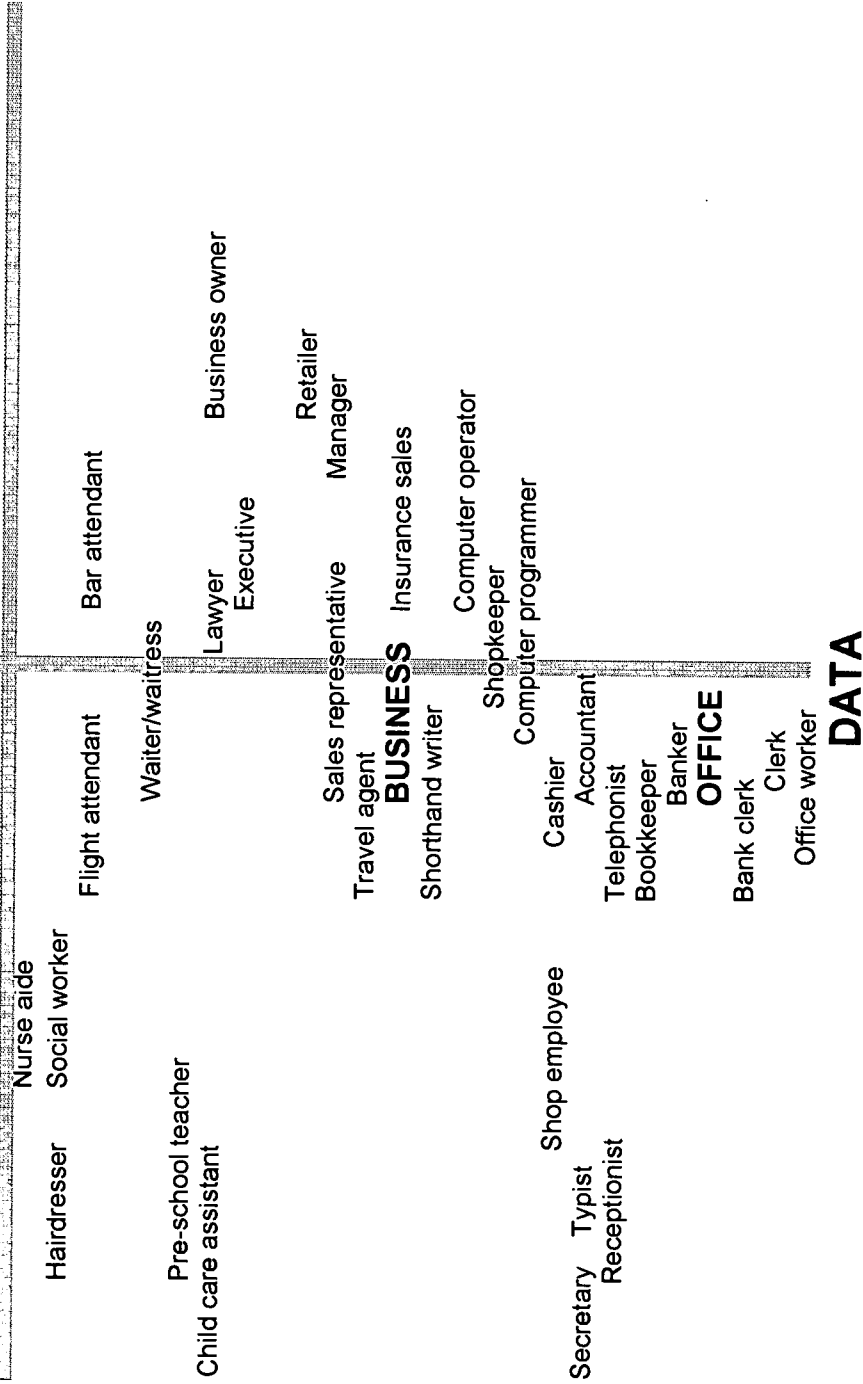 Hairdresser
Nurse aide
Social worker
Flight attendant
Bar attendant
Waiter/waitress
Pre-school teacher
Child care assistant
Lawyer
Executive
Business owner
Retailer
Manager
Sales representative
Travel agent
BUSINESS
Insurance sales
Shorthand writer
Computer operator
Shopkeeper
Computer programmer
Shop employee
Cashier
Secretary Typist
Accountant
Receptionist
Telephonist
Bookkeeper
Banker
OFFICE
Bank clerk
Clerk
Office worker
DATA